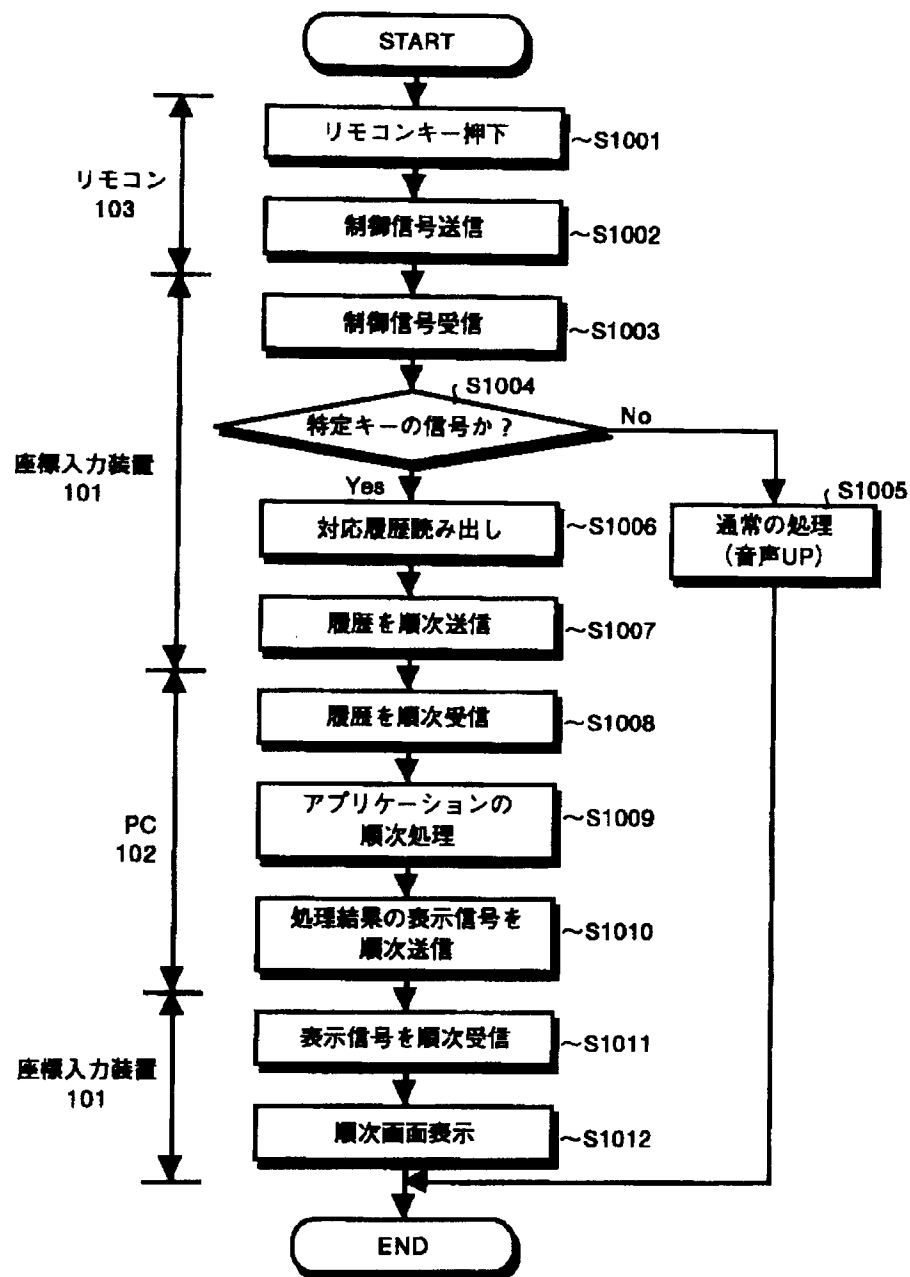 START
リモコンキー押下
~S1001
リモコン
103
制御信号送信
~S1002
制御信号受信
~S1003
S1004
特定キーの信号か?
No
Yes
座標入力装置
101
S1005
通常の処理
(音声UP)
対応履歴読み出し
~S1006
履歴を順次送信
~S1007
履歴を順次受信
~S1008
アプリケーションの
順次処理
~S1009
PC
102
処理結果の表示信号を
順次送信
~S1010
表示信号を順次受信
~S1011
座標入力装置
101
順次画面表示
~S1012
END